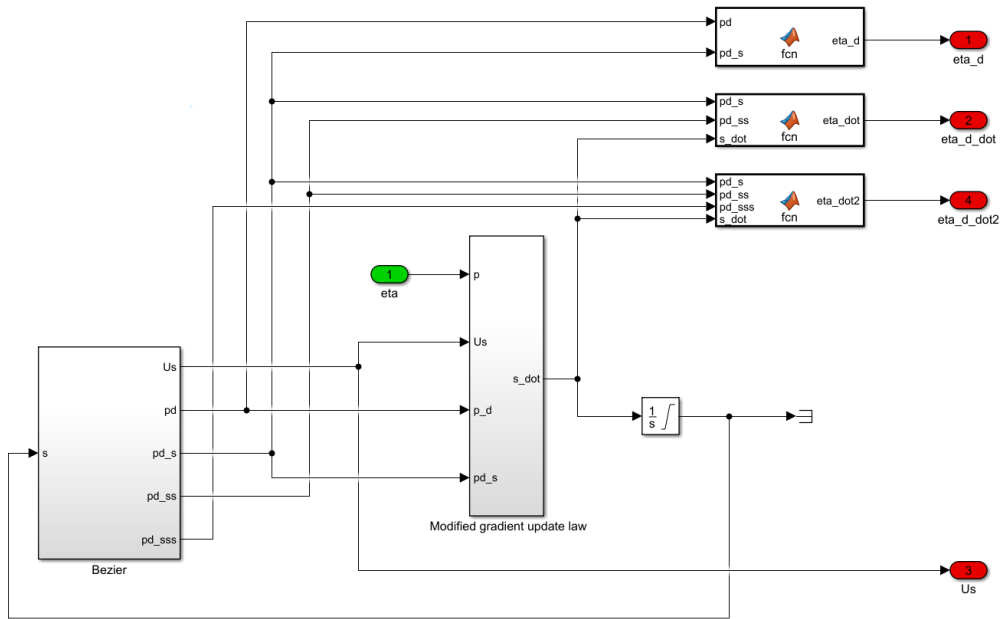 pd
pd_s
fcn
eta_d
1
eta_d
pd_s
pd_ss
s_dot
fcn
eta_dot
2
eta_d_dot
pd_s
pd_ss
pd_sss
s_dot
fcn
eta_dot2
4
eta_d_dot2
1
eta
p
Us
p_d
pd_s
s_dot
Modified gradient update law
1
s
s
Us
pd
pd_s
pd_ss
pd_sss
Bezier
3
Us